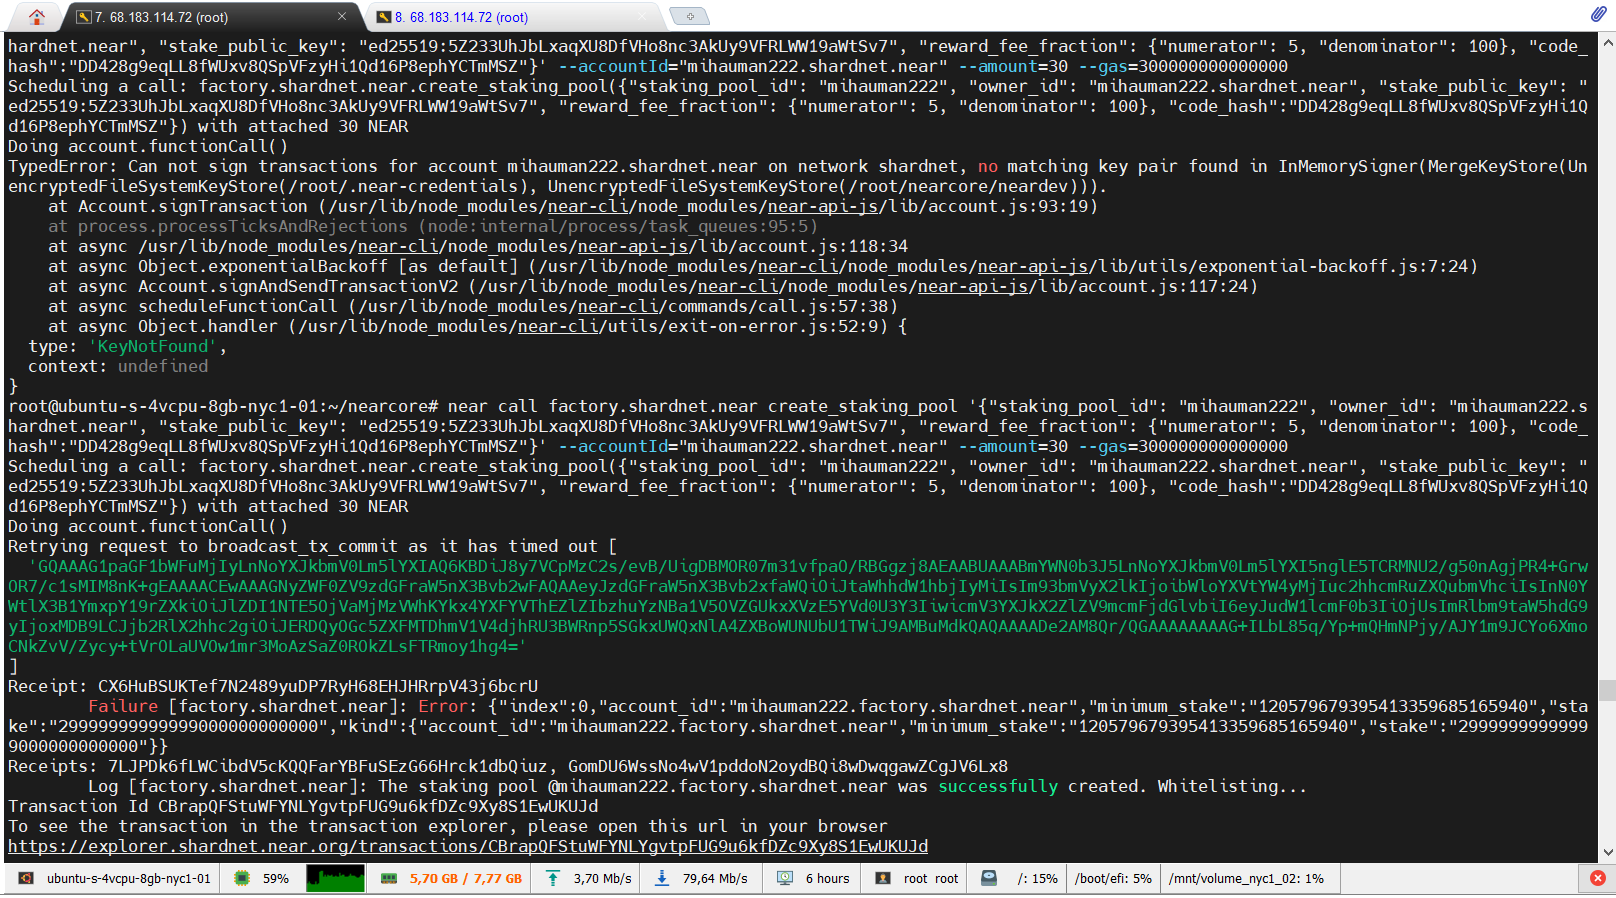 7. 68.183.114.72 (root)
8. 68.183.114.72 (root)
hardnet.near", "stake_public_key": "ed25519:5Z233UhJbLxaqXU8DfVHo8nc3AkUy9VFRLWW19aWtSv7", "reward_fee_fraction": {"numerator": 5, "denominator": 100}, "code_
hash":"DD428g9eqLL8fWUxv8QSpVFzyHi1Qd16P8ephYCTmMSZ"}' --accountId="mihauman222.shardnet.near" --amount=30 --gas=300000000000000
Scheduling a call: factory.shardnet.near.create_staking_pool({"staking_pool_id": "mihauman222", "owner_id": "mihauman222.shardnet.near", "stake_public_key": "
ed25519:5Z233UhJbLxaqXU8DfVHo8nc3AkUy9VFRLWW19aWtSv7", "reward_fee_fraction": {"numerator": 5, "denominator": 100}, "code_hash":"DD428g9eqLL8fWUxv8QSpVFzyHi1Q
d16P8ephYCTmMSZ"}) with attached 30 NEAR
Doing account.functionCall()
TypedError: Can not sign transactions for account mihauman222.shardnet.near on network shardnet, no matching key pair found in InMemorySigner(MergeKeyStore(Un
encryptedFileSystemKeyStore(/root/.near-credentials), UnencryptedFileSystemKeyStore(/root/nearcore/neardev))).
at Account.signTransaction (/usr/lib/node_modules/near-cli/node_modules/near-api-js/lib/account.js:93:19)
at process.processTicksAndRejections (node:internal/process/task_queues:95:5)
at async /usr/lib/node_modules/near-cli/node_modules/near-api-js/lib/account.js:118:34
at async Object.exponentialBackoff [as default] (/usr/lib/node_modules/near-cli/node_modules/near-api-js/lib/utils/exponential-backoff.js:7:24)
at async Account.signAndSendTransactionV2 (/usr/lib/node_modules/near-cli/node_modules/near-api-js/lib/account.js:117:24)
at async scheduleFunctionCall (/usr/lib/node_modules/near-cli/commands/call.js:57:38)
at async Object.handler (/usr/lib/node_modules/near-cli/utils/exit-on-error.js:52:9) {
type: 'KeyNotFound',
context: undefined
}
root@ubuntu-s-4vcpu-8gb-nyc1-01:~/nearcore# near call factory.shardnet.near create_staking_pool '{"staking_pool_id": "mihauman222", "owner_id": "mihauman222.s
hardnet.near", "stake_public_key": "ed25519:5Z233UhJbLxaqXU8DfVHo8nc3AkUy9VFRLWW19aWtSv7", "reward_fee_fraction": {"numerator": 5, "denominator": 100}, "code_
hash":"DD428g9eqLL8fWUxv8QSpVFzyHi1Qd16P8ephYCTmMSZ"}' --accountId="mihauman222.shardnet.near" --amount=30 --gas=300000000000000
Scheduling a call: factory.shardnet.near.create_staking_pool({"staking_pool_id": "mihauman222", "owner_id": "mihauman222.shardnet.near", "stake_public_key": "
ed25519:5Z233UhJbLxaqXU8DfVHo8nc3AkUy9VFRLWW19aWtSv7", "reward_fee_fraction": {"numerator": 5, "denominator": 100}, "code_hash":"DD428g9eqLL8fWUxv8QSpVFzyHi1Q
d16P8ephYCTmMSZ"}) with attached 30 NEAR
Doing account.functionCall()
Retrying request to broadcast_tx_commit as it has timed out [
'GQAAAG1paGF1bWFuMjIyLnNoYXJkbmV0Lm5lYXIAQ6KBDiJ8y7VCpMzC2s/evB/UigDBMOR07m31vfpaO/RBGgzj8AEAABUAAABmYWN0b3J5LnNoYXJkbmV0Lm5lYXI5nglE5TCRMNU2/g50nAgjPR4+Grw
OR7/c1sMIM8nK+gEAAAACEwAAAGNyZWF0ZV9zdGFraW5nX3Bvb2wFAQAAeyJzdGFraW5nX3Bvb2xfaWQiOiJtaWhhdW1hbjIyMiIsIm93bmVyX2lkIjoibWloYXVtYW4yMjIuc2hhcmRuZXQubmVhciIsInN0Y
WtlX3B1YmxpY19rZXkiOiJlZDI1NTE5OjVaMjMzVWhKYkx4YXFYVThEZlZIbzhuYzNBa1V5OVZGUkxXVzE5YVd0U3Y3IiwicmV3YXJkX2ZlZV9mcmFjdGlvbiI6eyJudW1lcmF0b3IiOjUsImRlbm9taW5hdG9
yIjoxMDB9LCJjb2RlX2hhc2giOiJERDQyOGc5ZXFMTDhmV1V4djhRU3BWRnp5SGkxUWQxNlA4ZXBoWUNUbU1TWiJ9AMBuMdkQAQAAAADe2AM8Qr/QGAAAAAAAAG+ILbL85q/Yp+mQHmNPjy/AJY1m9JCYo6Xmo
CNkZvV/Zycy+tVrOLaUVOw1mr3MoAzSaZ0ROkZLsFTRmoy1hg4='
]
Receipt: CX6HuBSUKTef7N2489yuDP7RyH68EHJHRrpV43j6bcrU
Failure [factory.shardnet.near]: Error: {"index":0,"account_id":"mihauman222.factory.shardnet.near","minimum_stake":"120579679395413359685165940","sta
ke":"29999999999999000000000000","kind":{"account_id":"mihauman222.factory.shardnet.near","minimum_stake":"120579679395413359685165940","stake":"2999999999999
9000000000000"}}
Receipts: 7LJPDk6fLWCibdV5cKQQFarYBFuSEzG66Hrck1dbQiuz, GomDU6WssNo4wV1pddoN2oydBQi8wDwqgawZCgJV6Lx8
Log [factory.shardnet.near]: The staking pool @mihauman222.factory.shardnet.near was successfully created. Whitelisting...
Transaction Id CBrapQFStuWFYNLYgvtpFUG9u6kfDZc9Xy8S1EwUKUJd
To see the transaction in the transaction explorer, please open this url in your browser
https://explorer.shardnet.near.org/transactions/CBrapQFStuWFYNLYgvtpFUG9u6kfDZc9Xy8S1EwUKUJd
ubuntu-s-4vcpu-8gb-nyc1-01 59% 5,70 GB / 7,77 GB 3,70 Mb/s 79,64 Mb/s 6 hours root root /: 15% /boot/efi: 5% /mnt/volume_nyc1_02: 1%